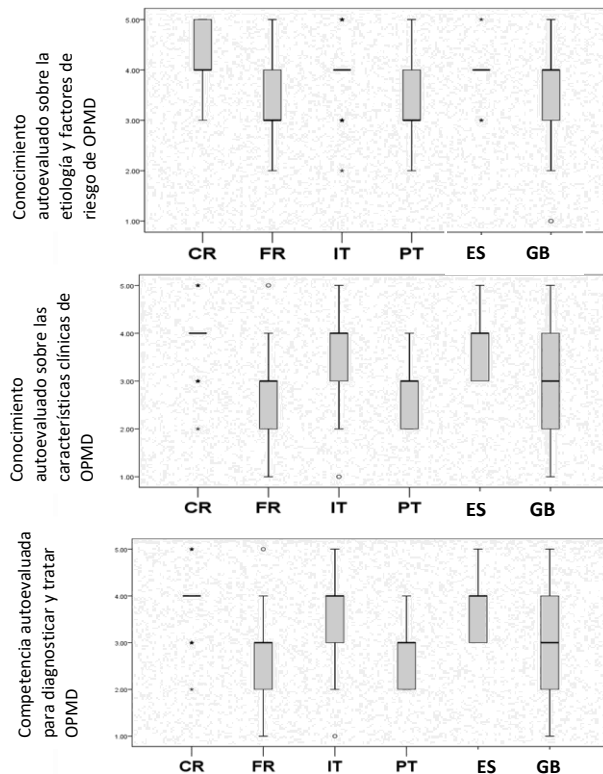 Conocimiento
autoevaluado sobre la
etiología y factores de
riesgo de OPMD
5.00
4.00
3.00
2.00
1.00
CR FR IT PT ES GB
Conocimiento
autoevaluado sobre las
características clínicas de
OPMD
5.00
4.00
3.00
2.00
1.00
CR FR IT PT ES GB
Competencia autoevaluada
para diagnosticar y tratar
OPMD
5.00
4.00
3.00
2.00
1.00
CR FR IT PT ES GB